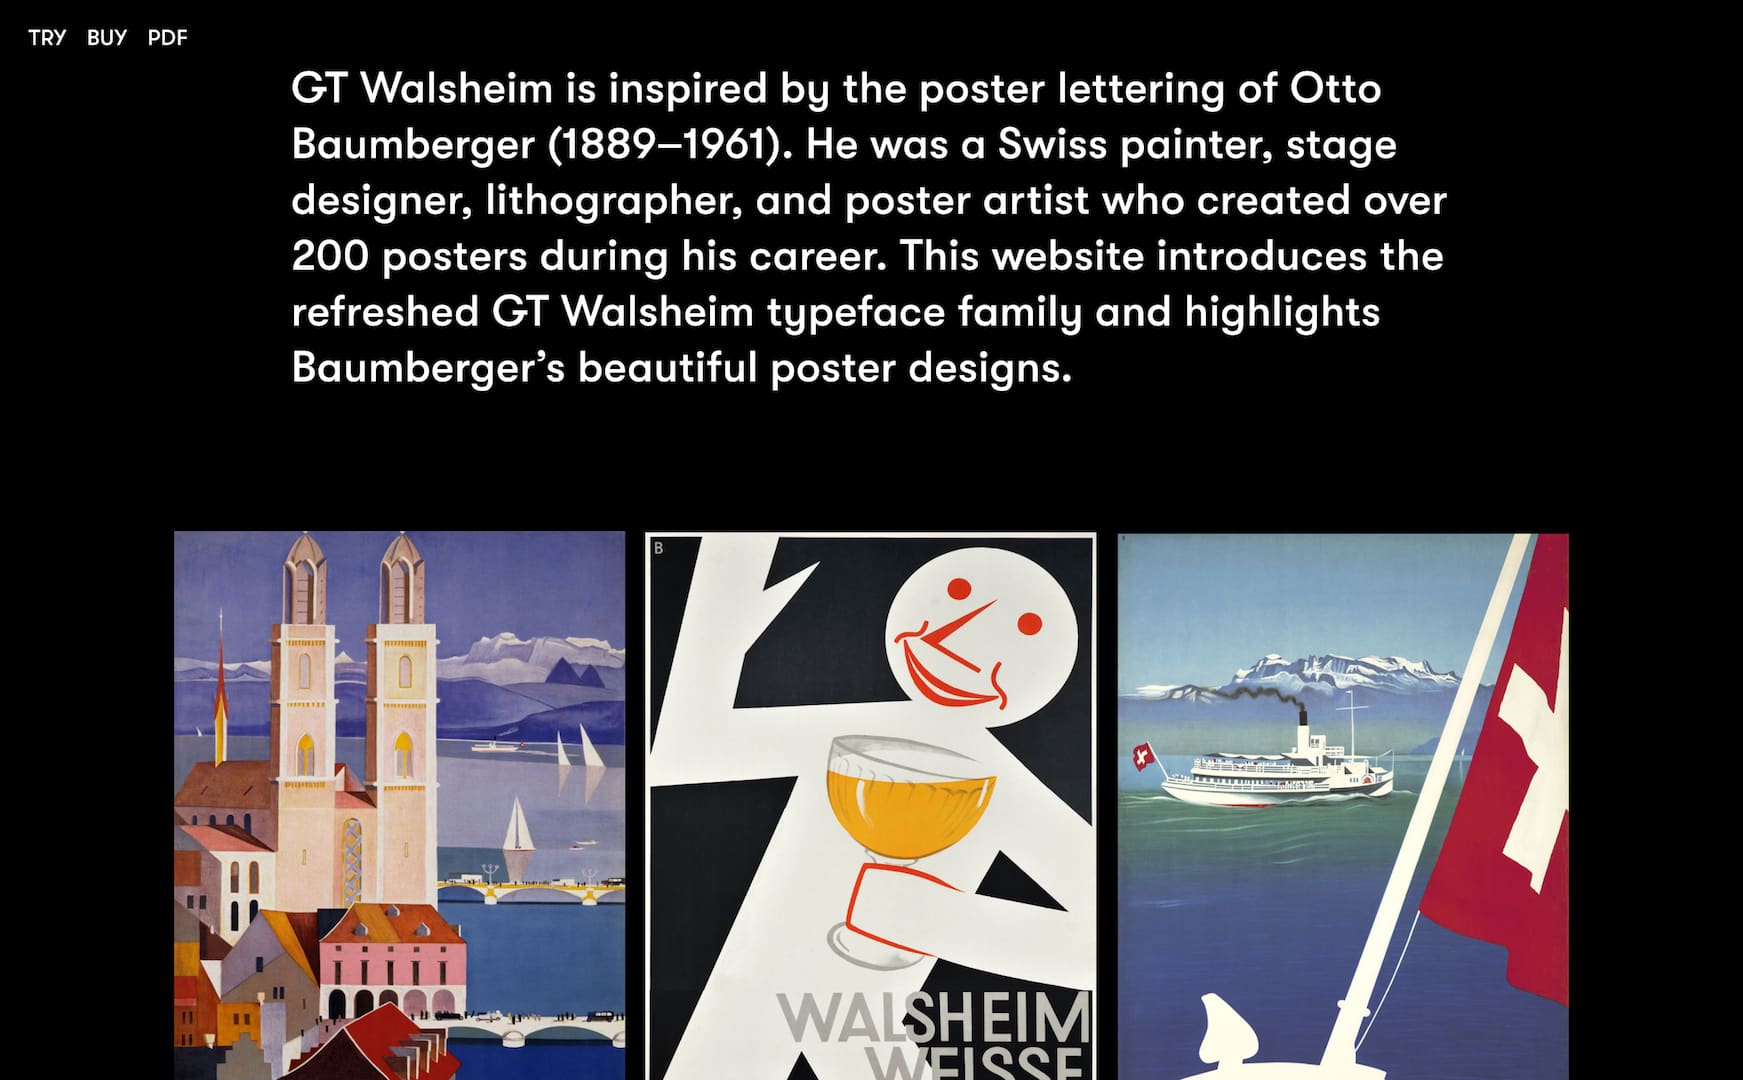 TRY BUY PDF
GT Walsheim is inspired by the poster lettering of Otto
Baumberger (1889–1961). He was a Swiss painter, stage
designer, lithographer, and poster artist who created over
200 posters during his career. This website introduces the
refreshed GT Walsheim typeface family and highlights
Baumberger’s beautiful poster designs.
B
WALSHEIM
WEISSE